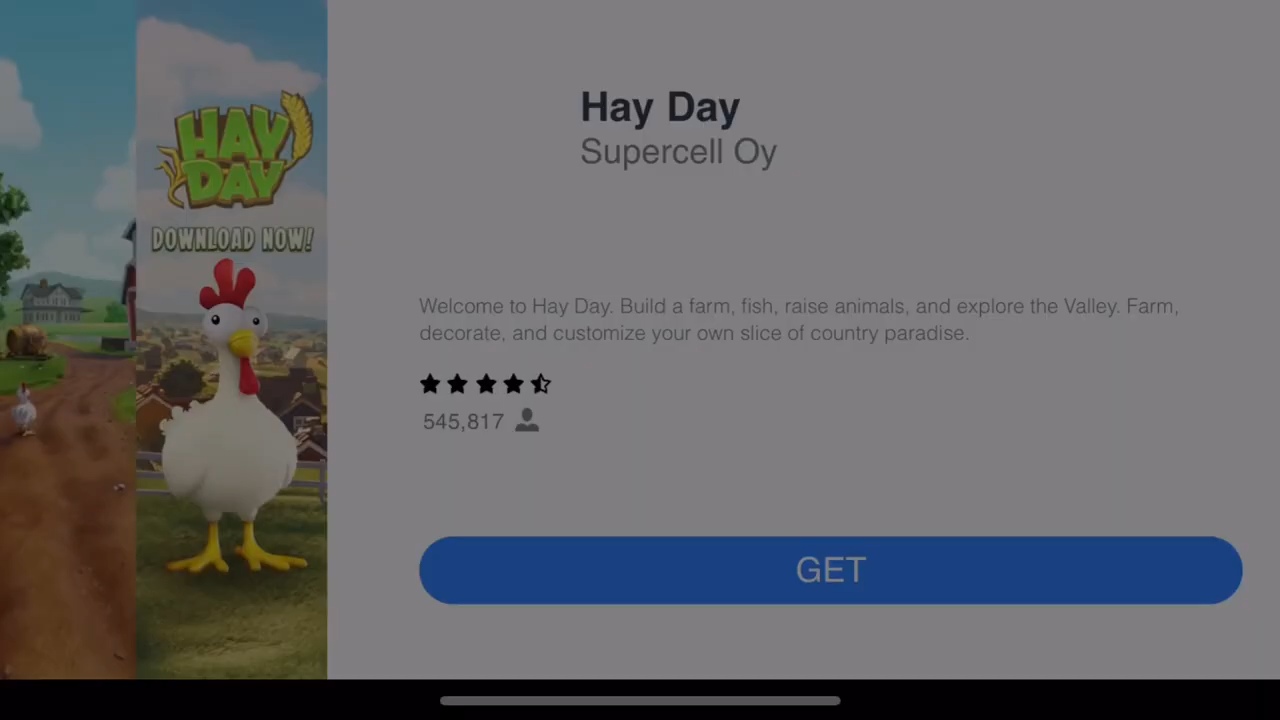 HAY
DAY
DOWNLOAD NOW!
Hay Day
Supercell Oy
Welcome to Hay Day. Build a farm, fish, raise animals, and explore the Valley. Farm,
decorate, and customize your own slice of country paradise.
545,817
GET